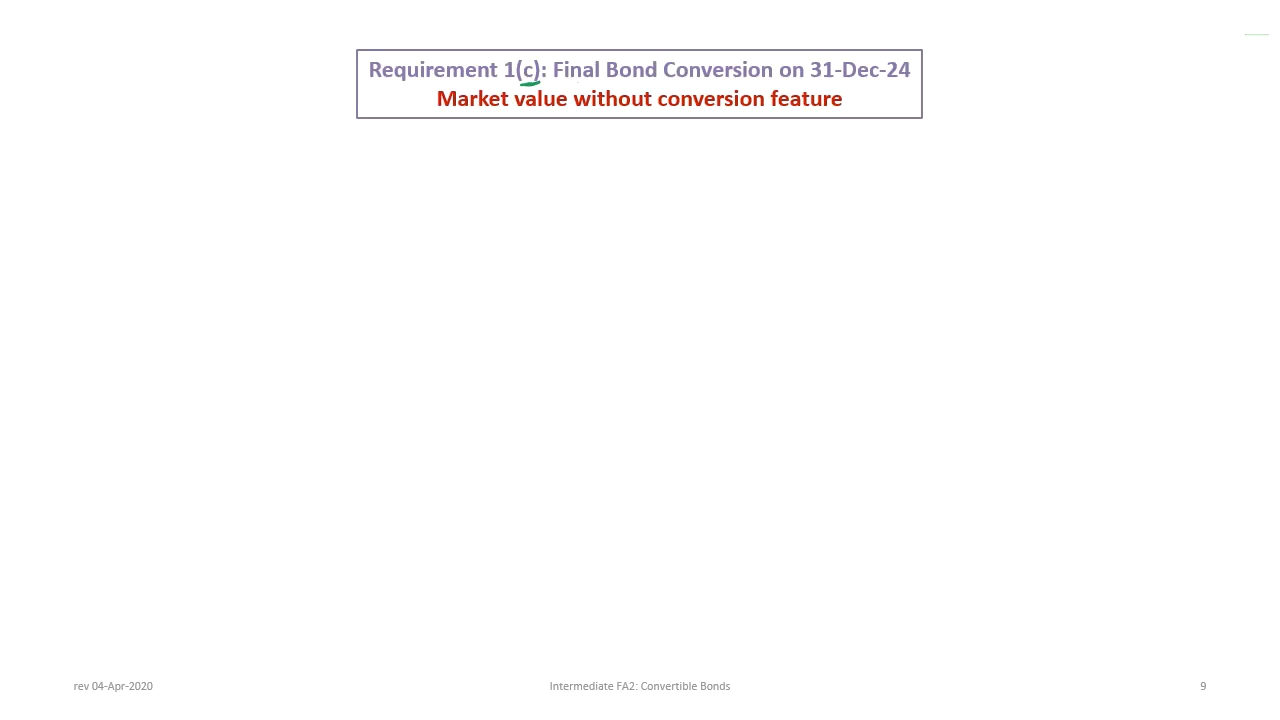 Requirement 1(c): Final Bond Conversion on 31-Dec-24
Market value without conversion feature
rev 04-Apr-2020
Intermediate FA2: Convertible Bonds
9